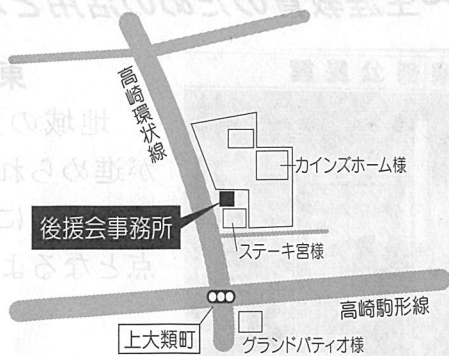 高崎環状線
カインズホーム様
後援会事務所
ステーキ宮様
高崎駒形線
上大類町
グランドパティオ様